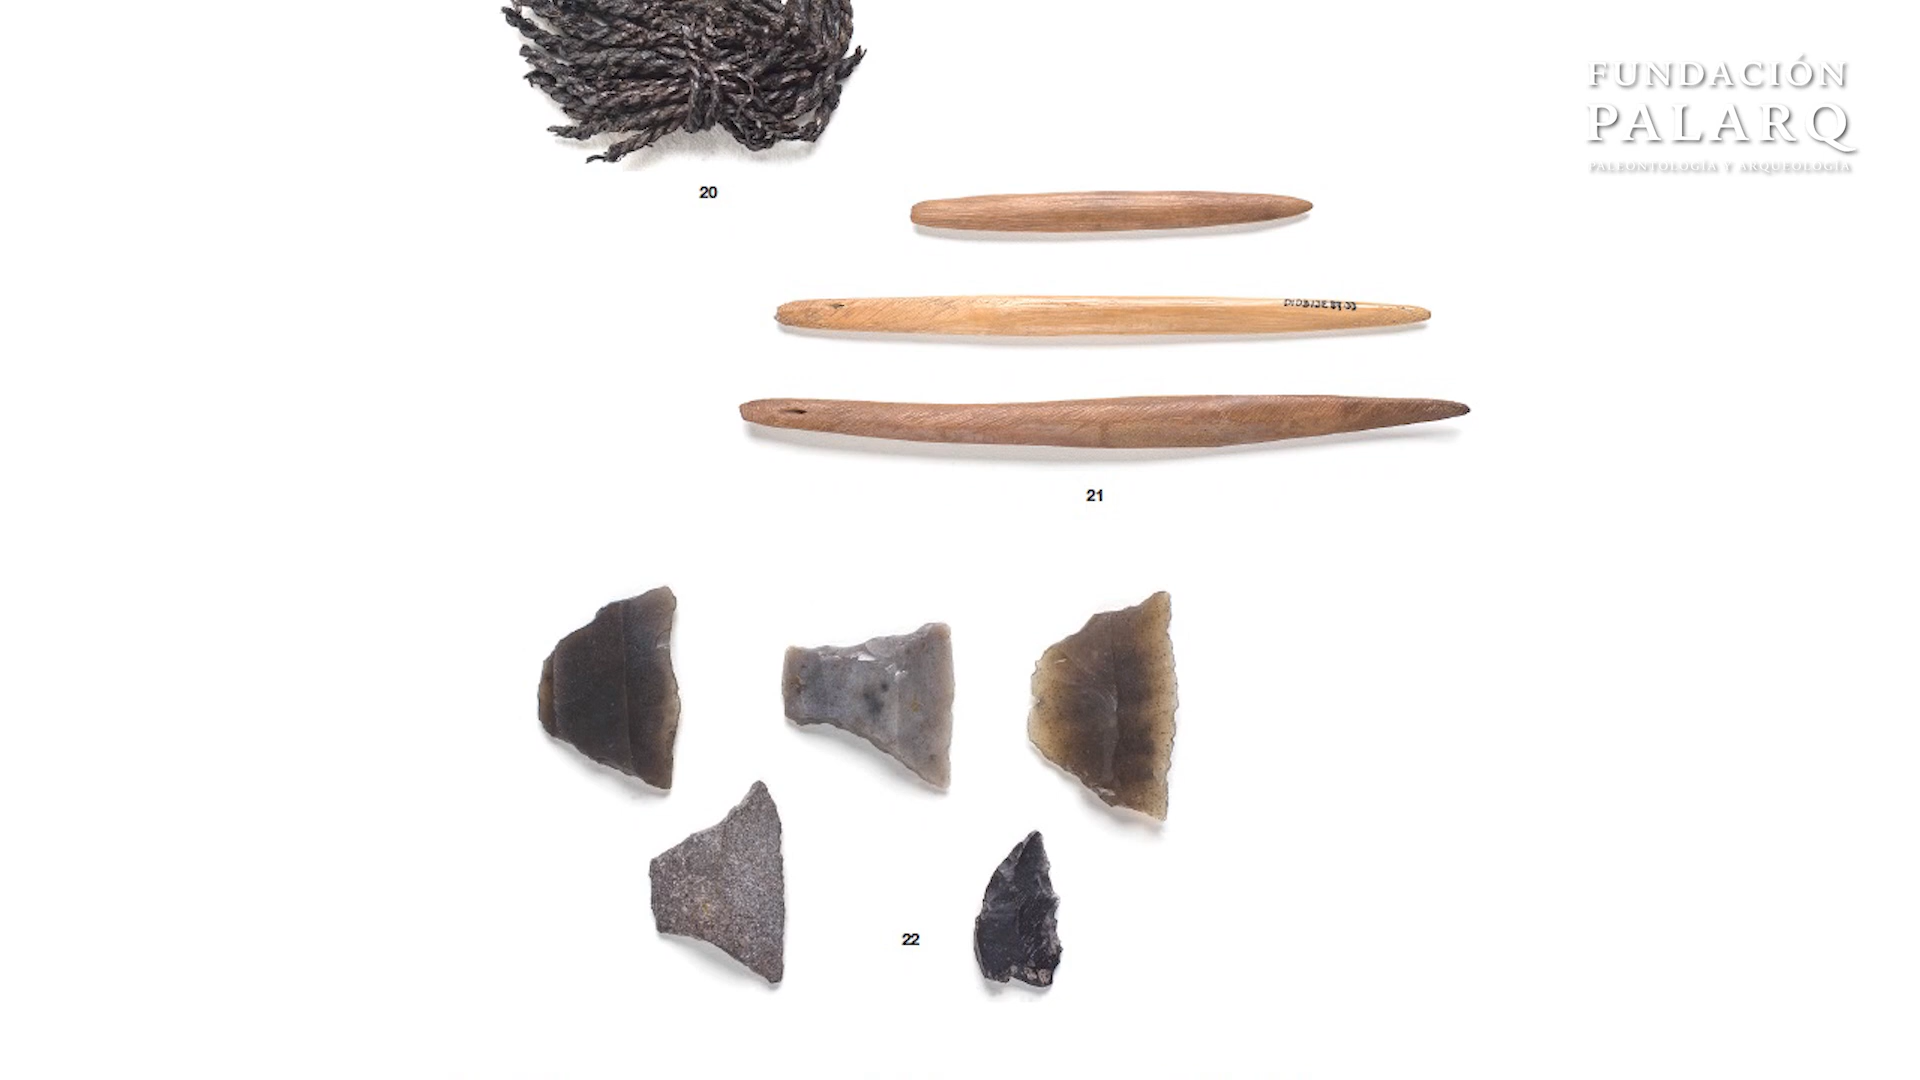 FUNDACIÓN
PALARQ
PALEONTOLOGÍA Y ARQUEOLOGÍA
20
21
22